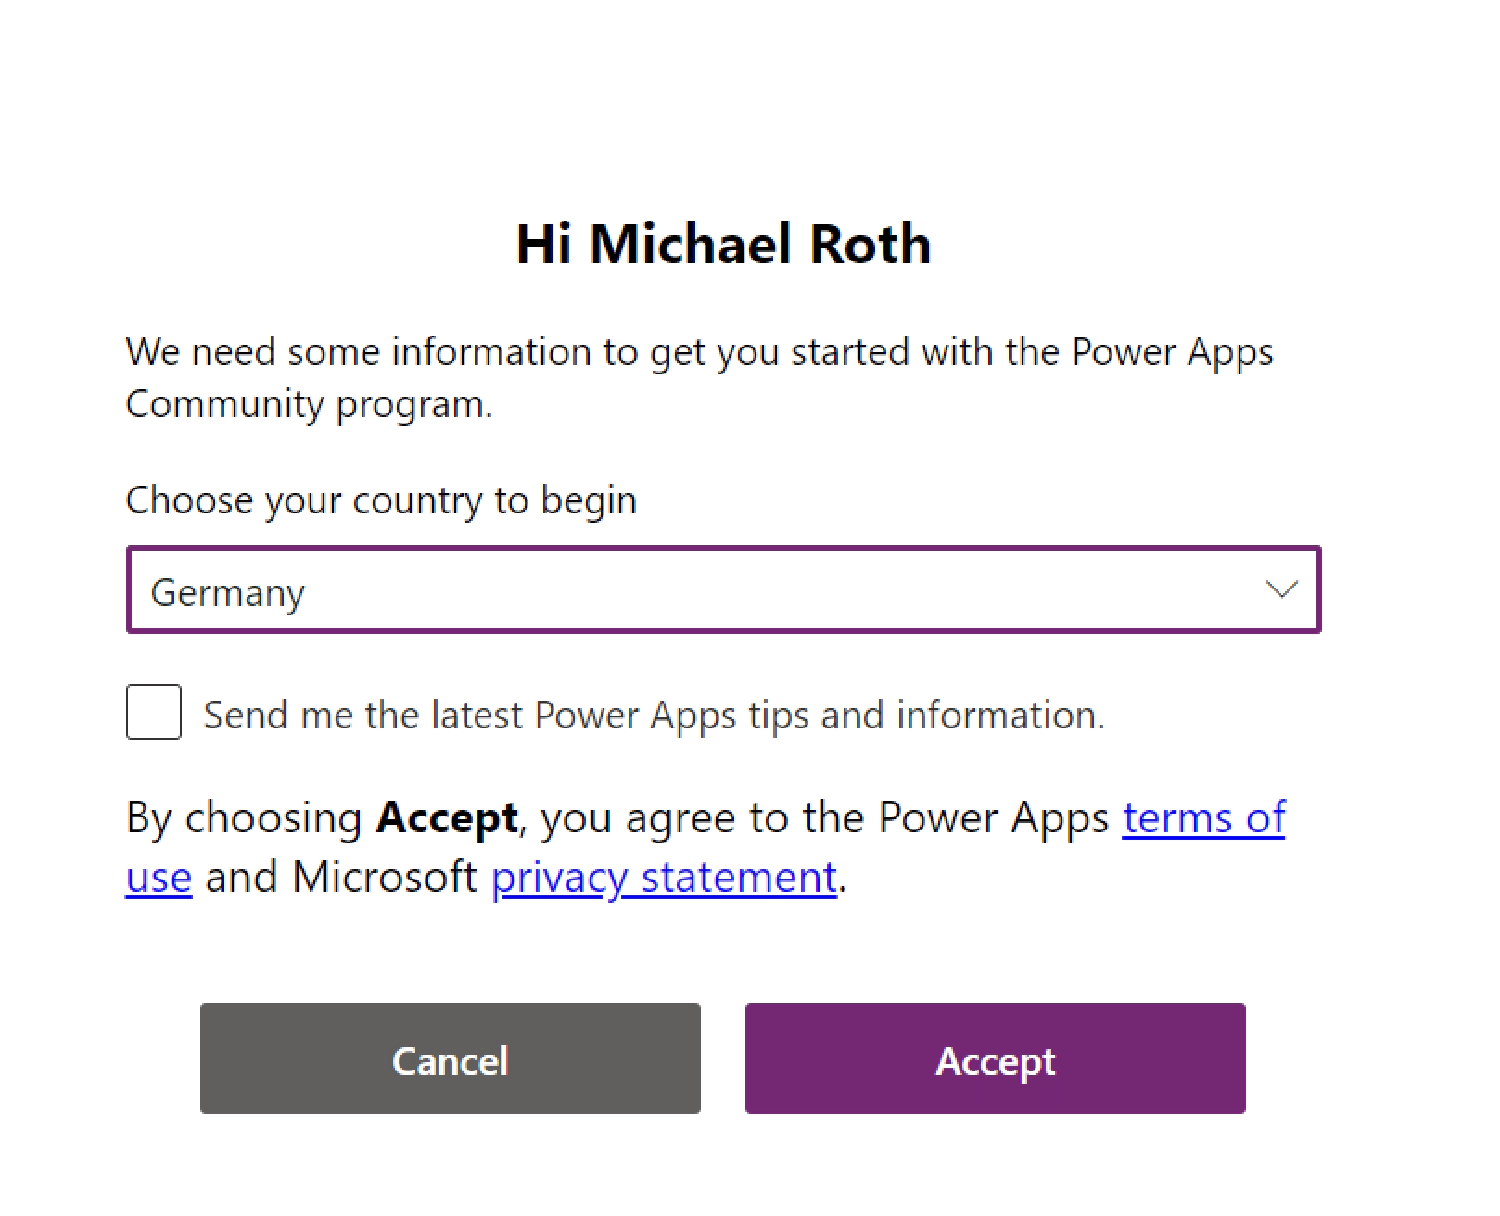 Hi Michael Roth
We need some information to get you started with the Power Apps
Community program.
Choose your country to begin
Germany
Send me the latest Power Apps tips and information.
By choosing Accept, you agree to the Power Apps terms of
use and Microsoft privacy statement.
Cancel Accept